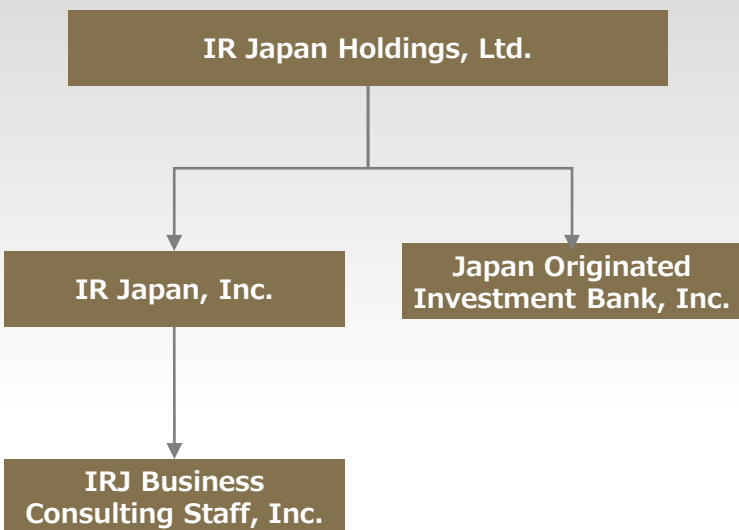 IR Japan Holdings, Ltd.
IR Japan, Inc.
Japan Originated
Investment Bank, Inc.
IRJ Business
Consulting Staff, Inc.